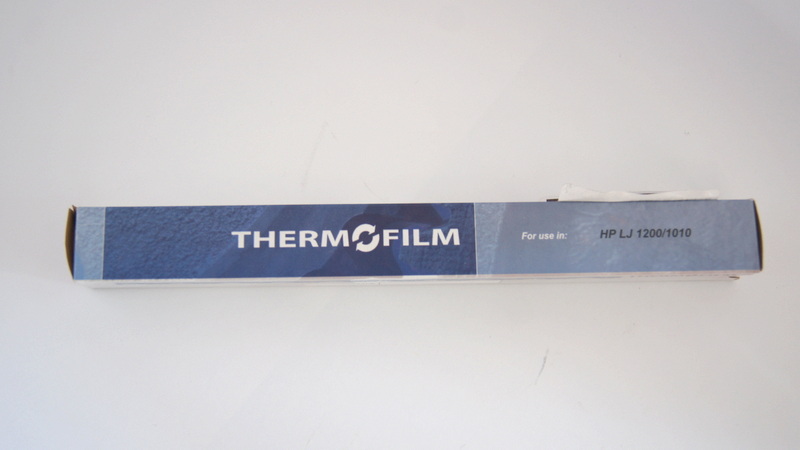 THERMOFILM
For use in: HP LJ 1200/1010